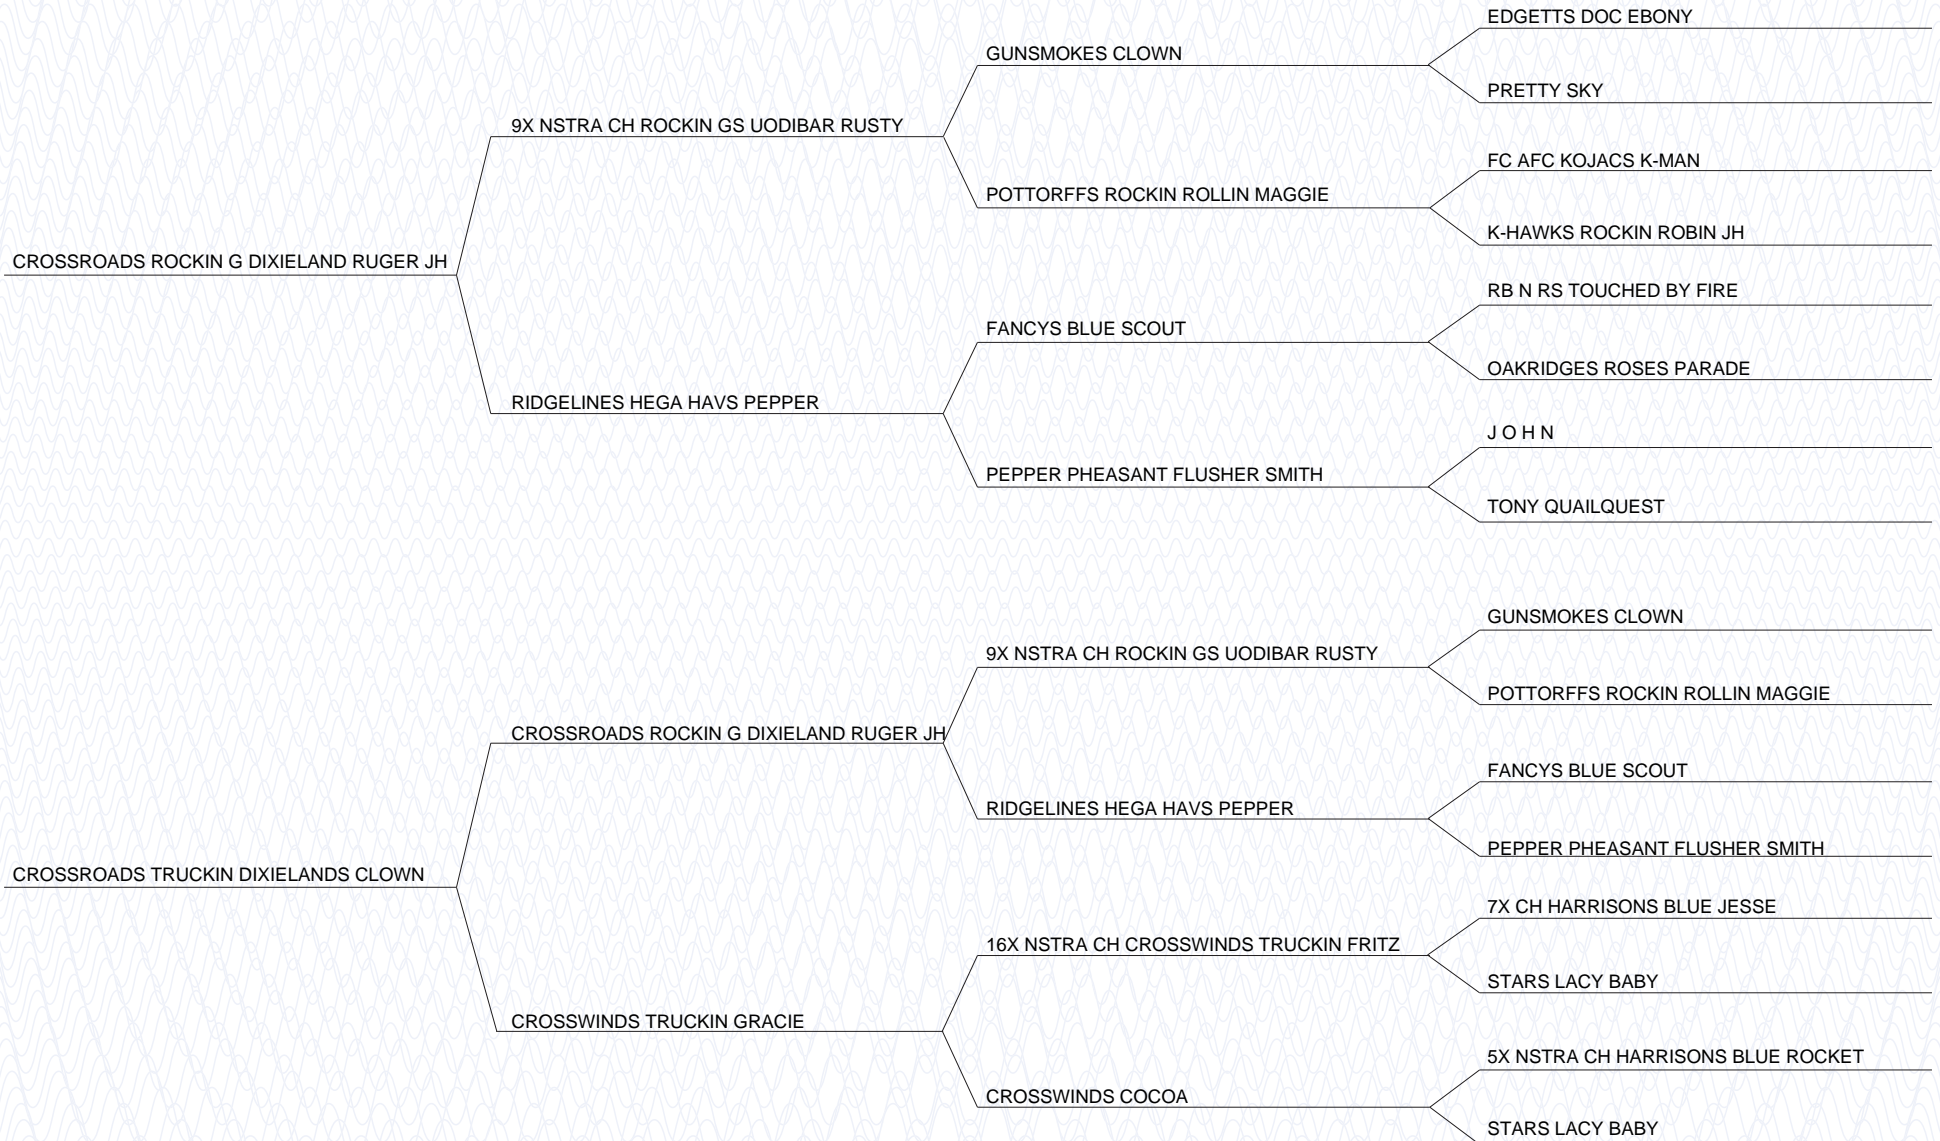 EDGETTS DOC EBONY
GUNSMOKES CLOWN
PRETTY SKY
9X NSTRA CH ROCKIN GS UODIBAR RUSTY
FC AFC KOJACS K-MAN
POTTORFFS ROCKIN ROLLIN MAGGIE
K-HAWKS ROCKIN ROBIN JH
CROSSROADS ROCKIN G DIXIELAND RUGER JH
RB N RS TOUCHED BY FIRE
FANCYS BLUE SCOUT
OAKRIDGES ROSES PARADE
RIDGELINES HEGA HAVS PEPPER
J O H N
PEPPER PHEASANT FLUSHER SMITH
TONY QUAILQUEST
GUNSMOKES CLOWN
9X NSTRA CH ROCKIN GS UODIBAR RUSTY
POTTORFFS ROCKIN ROLLIN MAGGIE
CROSSROADS ROCKIN G DIXIELAND RUGER JH
FANCYS BLUE SCOUT
RIDGELINES HEGA HAVS PEPPER
PEPPER PHEASANT FLUSHER SMITH
CROSSROADS TRUCKIN DIXIELANDS CLOWN
7X CH HARRISONS BLUE JESSE
16X NSTRA CH CROSSWINDS TRUCKIN FRITZ
STARS LACY BABY
CROSSWINDS TRUCKIN GRACIE
5X NSTRA CH HARRISONS BLUE ROCKET
CROSSWINDS COCOA
STARS LACY BABY